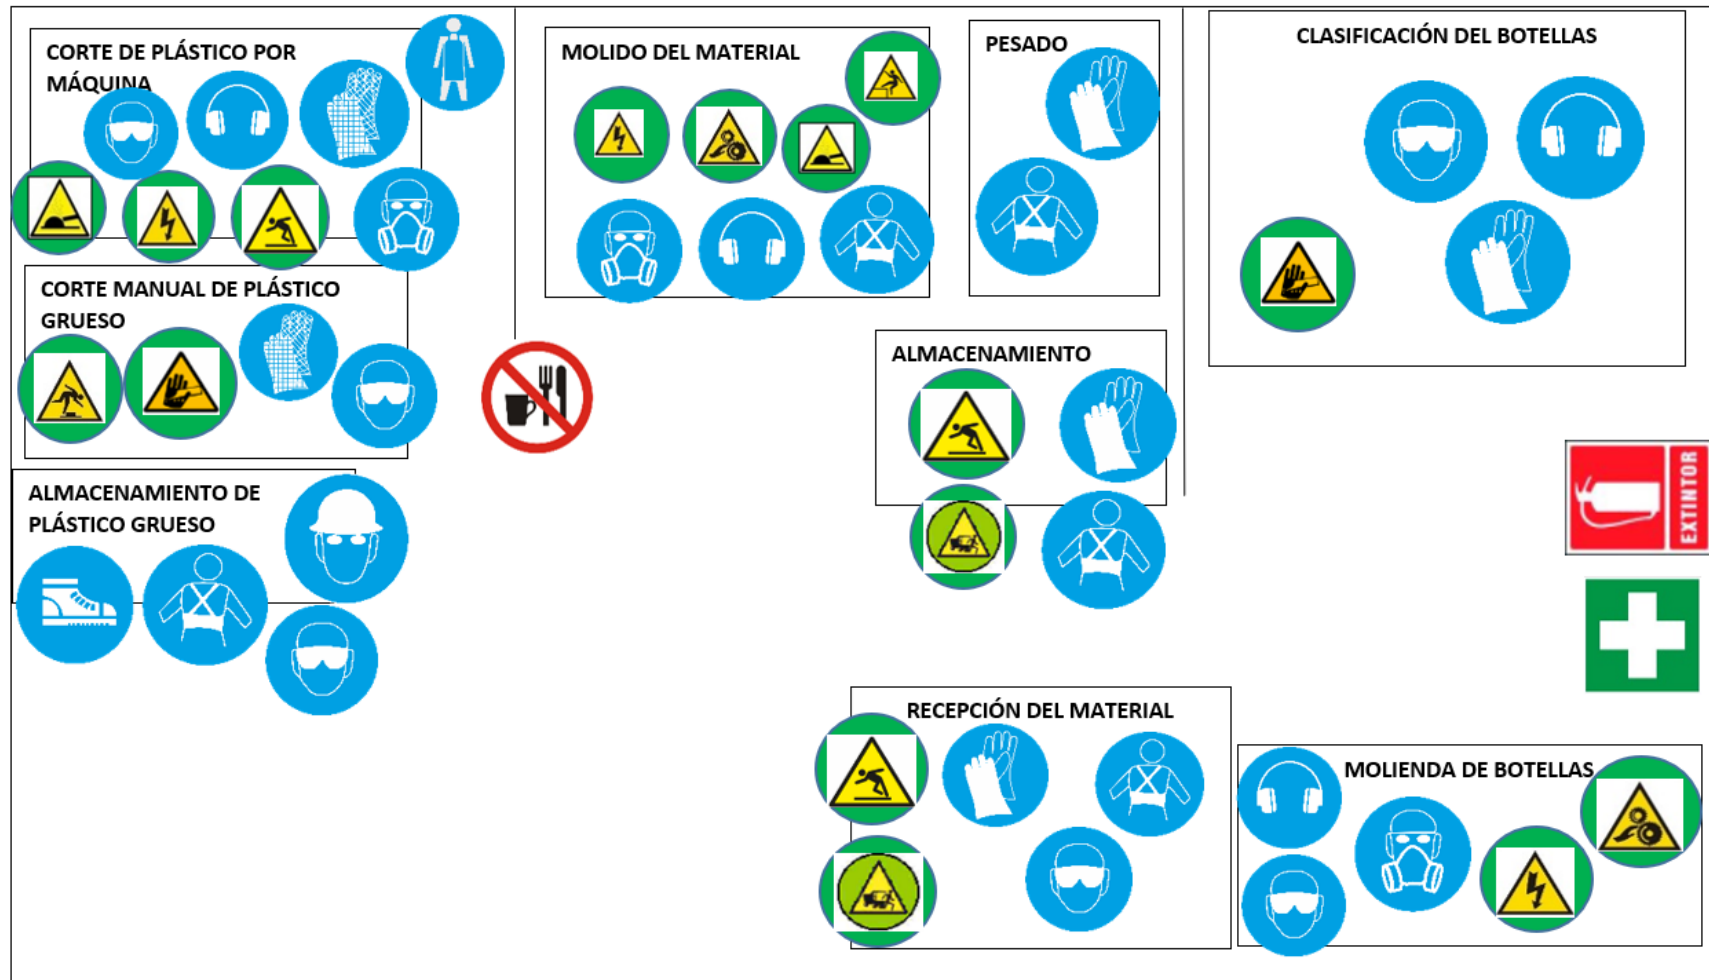 CORTE DE PLÁSTICO POR
MÁQUINA
MOLIDO DEL MATERIAL
PESADO
CLASIFICACIÓN DEL BOTELLAS
CORTE MANUAL DE PLÁSTICO
GRUESO
ALMACENAMIENTO
ALMACENAMIENTO DE
PLÁSTICO GRUESO
EXTINTOR
RECEPCIÓN DEL MATERIAL
MOLIENDA DE BOTELLAS